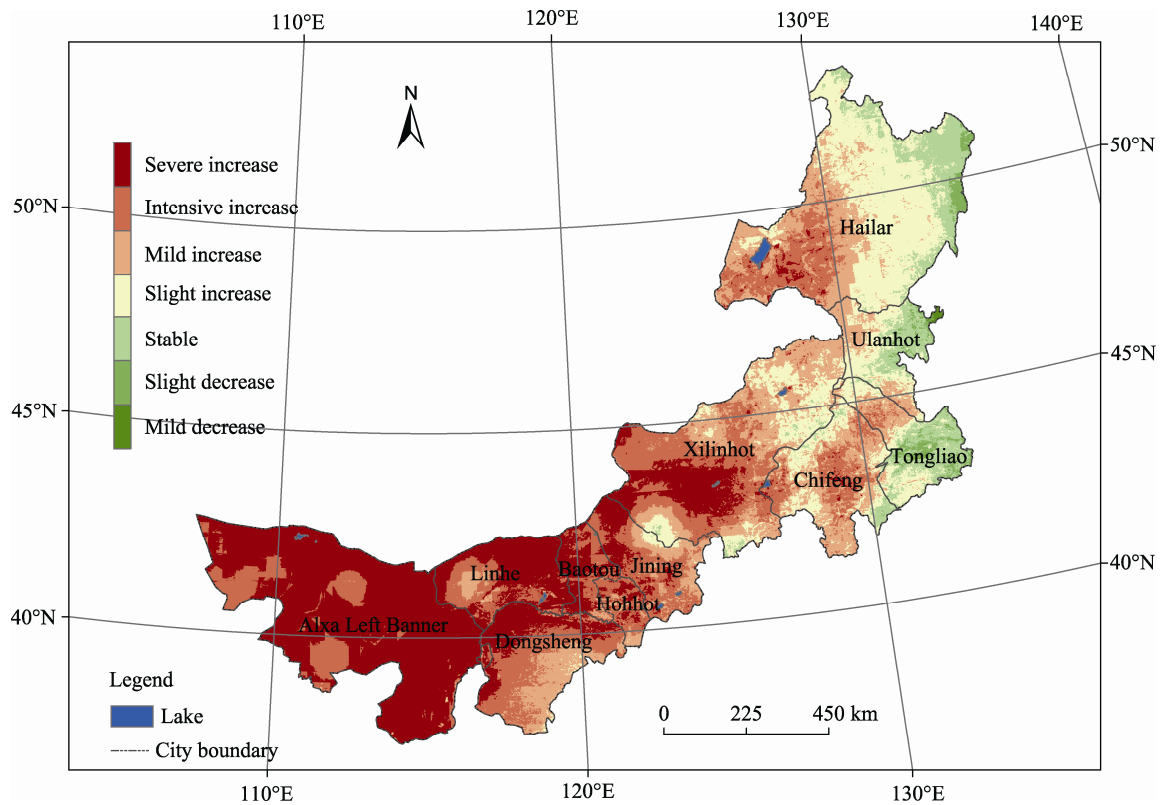 110°E
120°E
130°E
140°E
N
Severe increase
Intensive increase
Mild increase
Slight increase
Stable
Slight decrease
Mild decrease
50°N
45°N
40°N
50°N
45°N
40°N
Hailar
Ulanhot
Xilinhot
Tongliao
Chifeng
Linhe
Baotou
Jining
Hohhot
Alxa Left Banner
Dongsheng
Legend
Lake
City boundary
0 225 450 km
110°E
120°E
130°E